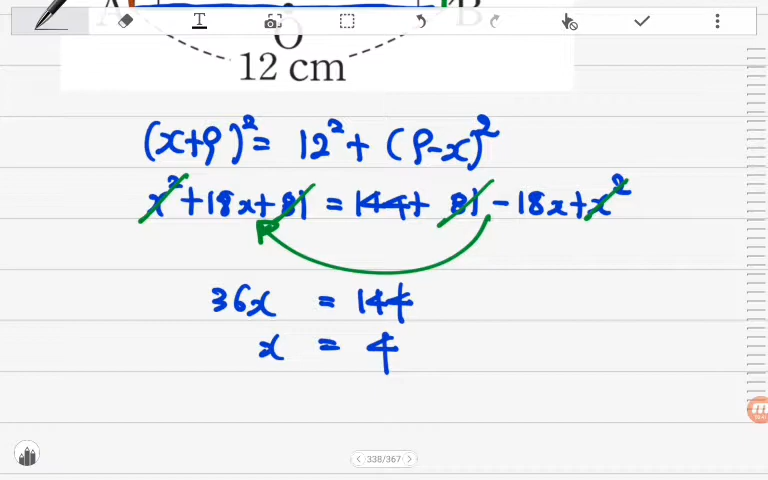 A B
O
12 cm
(x+9)² = 12² + (9-x)²
x² + 18x + 81 = 144 + 81 - 18x + x²
36x = 144
x = 4
338/367